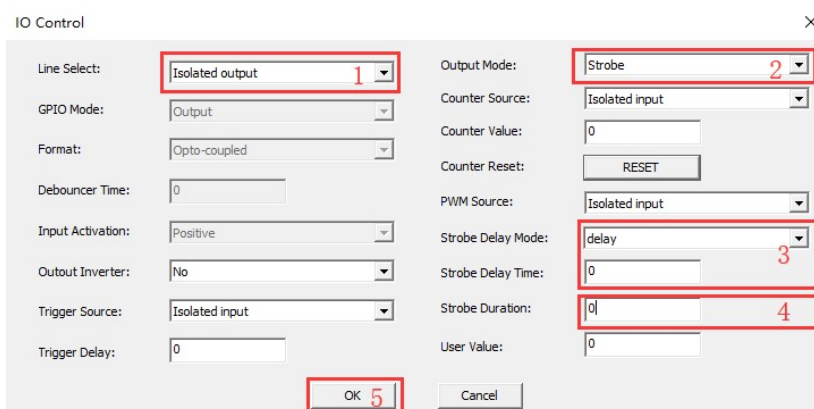 IO Control
Line Select: Isolated output 1
GPIO Mode: Output
Format: Opto-coupled
Debouncer Time: 0
Input Activation: Positive
Outout Inverter: No
Trigger Source: Isolated input
Trigger Delay: 0
Output Mode: Strobe 2
Counter Source: Isolated input
Counter Value: 0
Counter Reset: RESET
PWM Source: Isolated input
Strobe Delay Mode: delay
3
Strobe Delay Time: 0
Strobe Duration: 0 4
User Value: 0
OK 5 Cancel